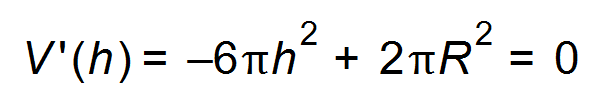 V'(h) = –6πh² + 2πR² = 0